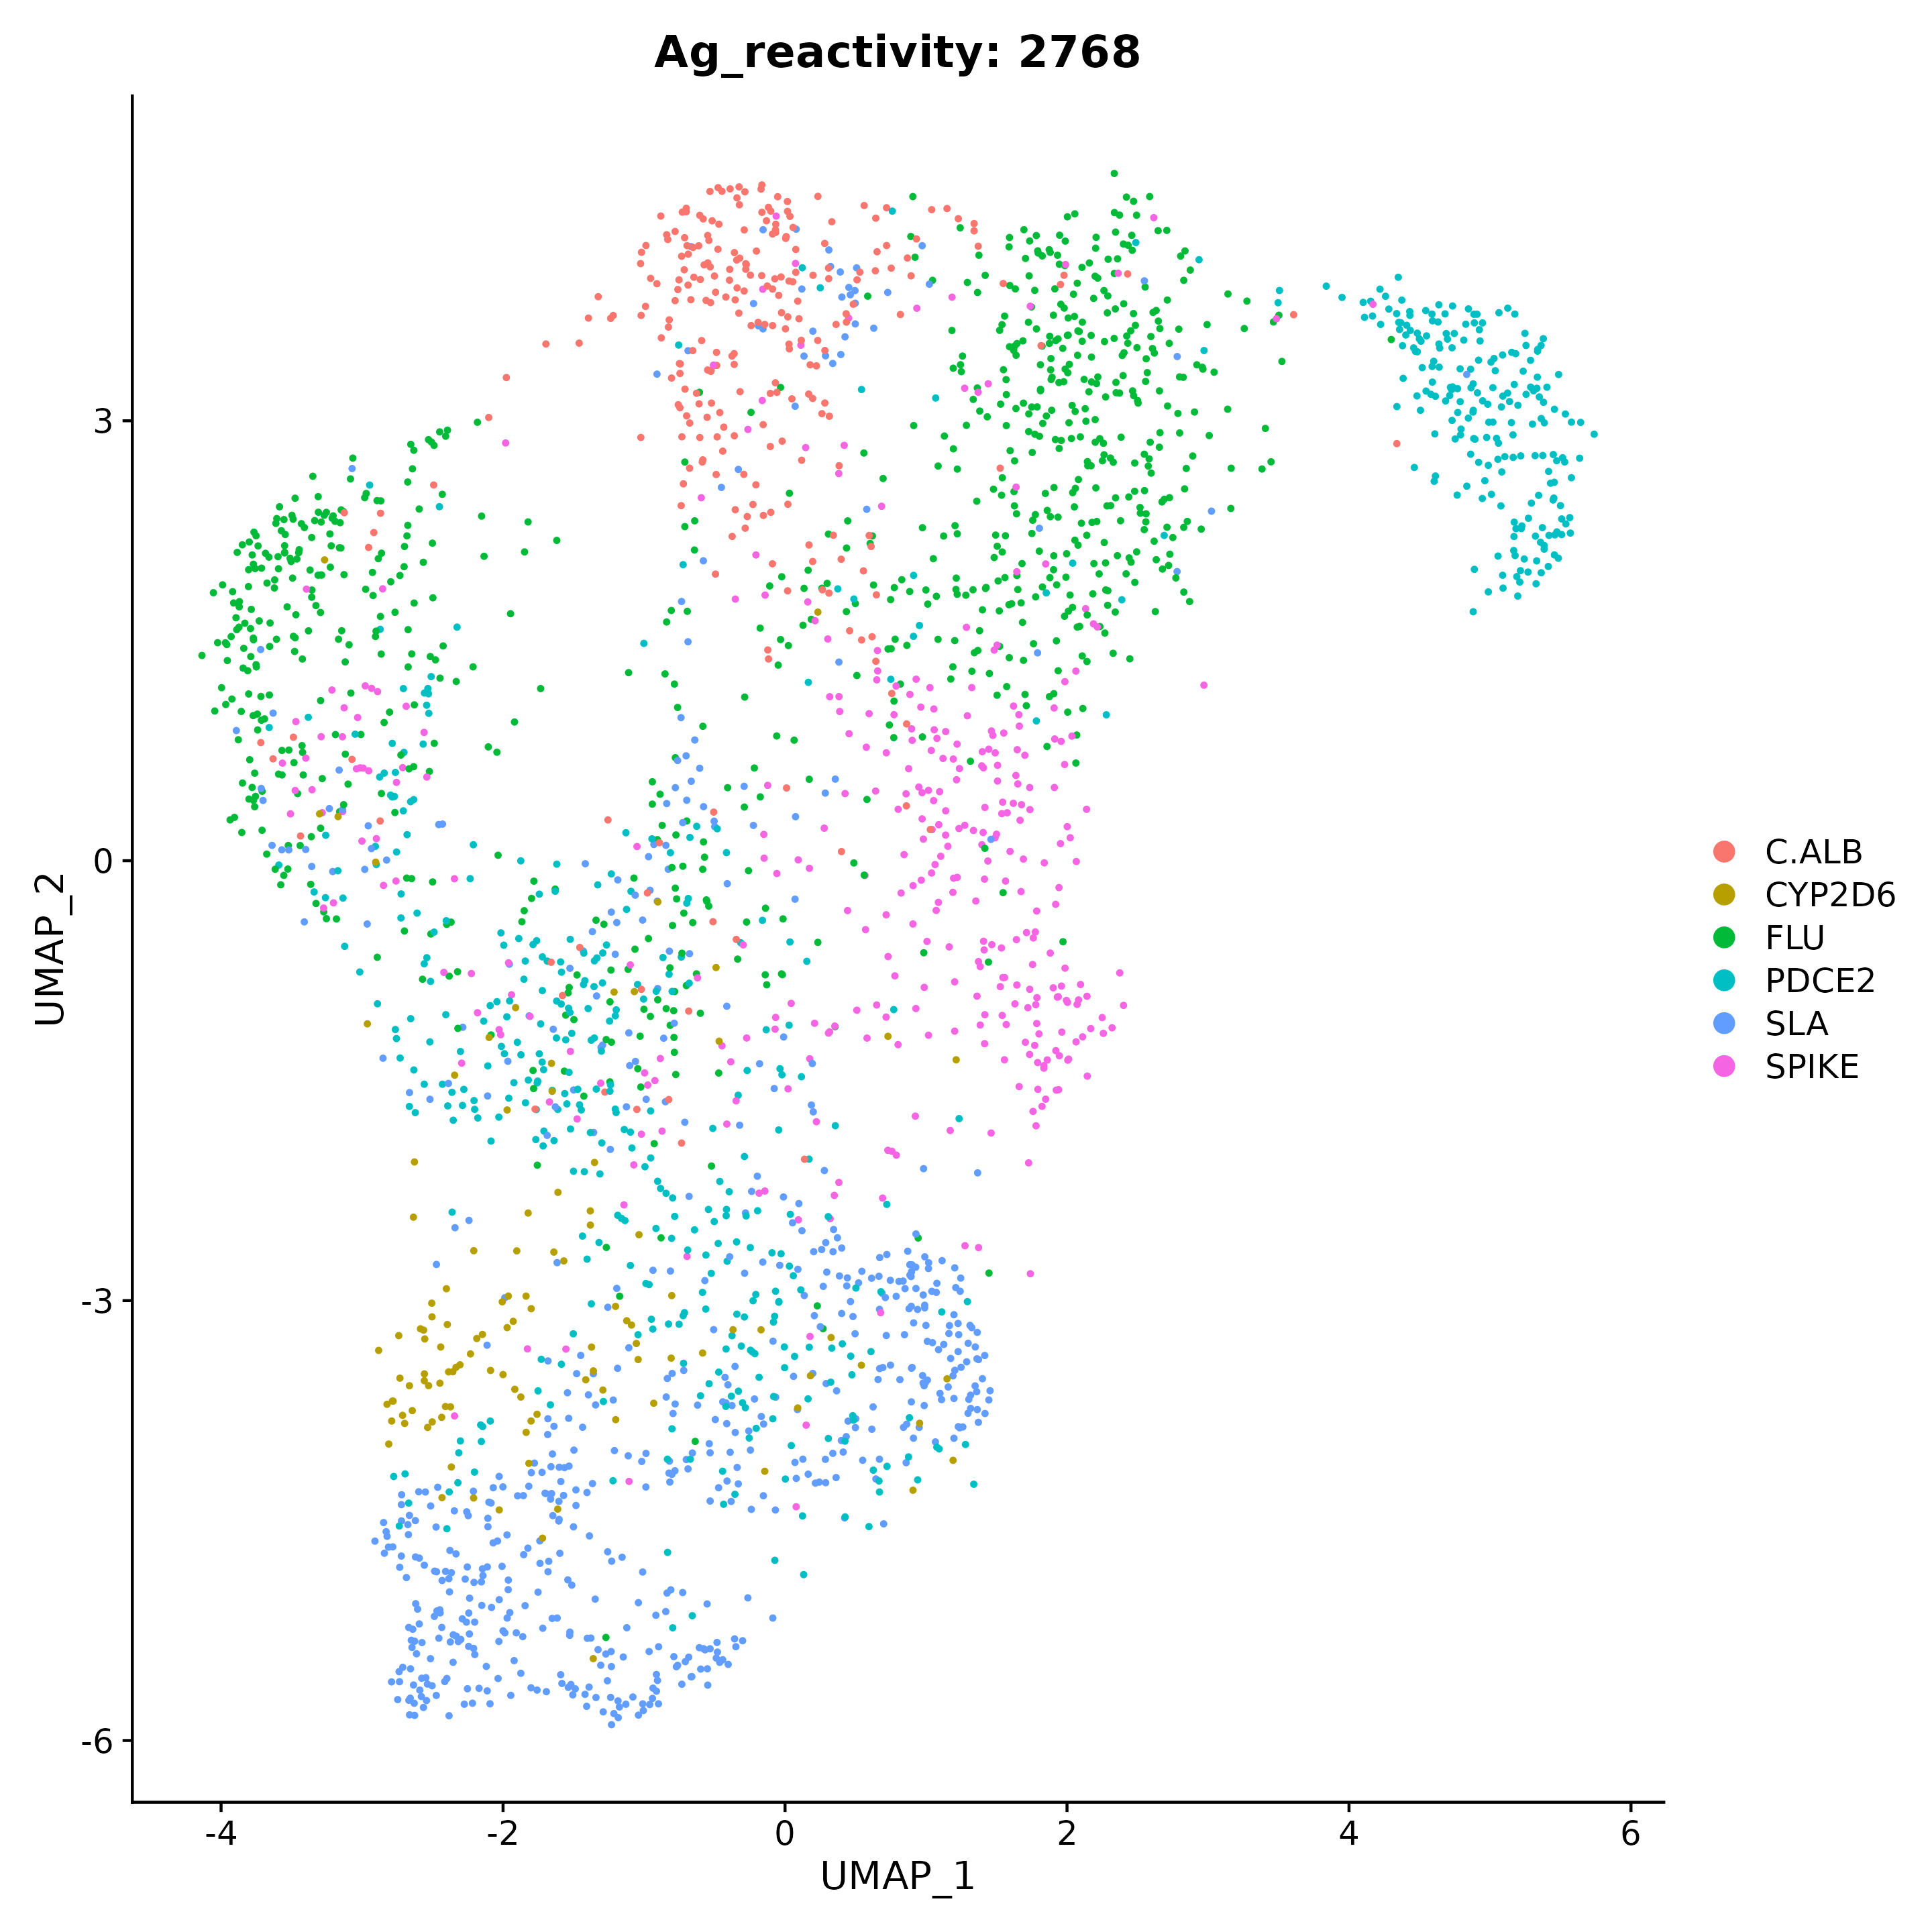 Ag_reactivity: 2768
3
0
-3
-6
UMAP_2
-4 -2 0 2 4 6
UMAP_1
C.ALB
CYP2D6
FLU
PDCE2
SLA
SPIKE